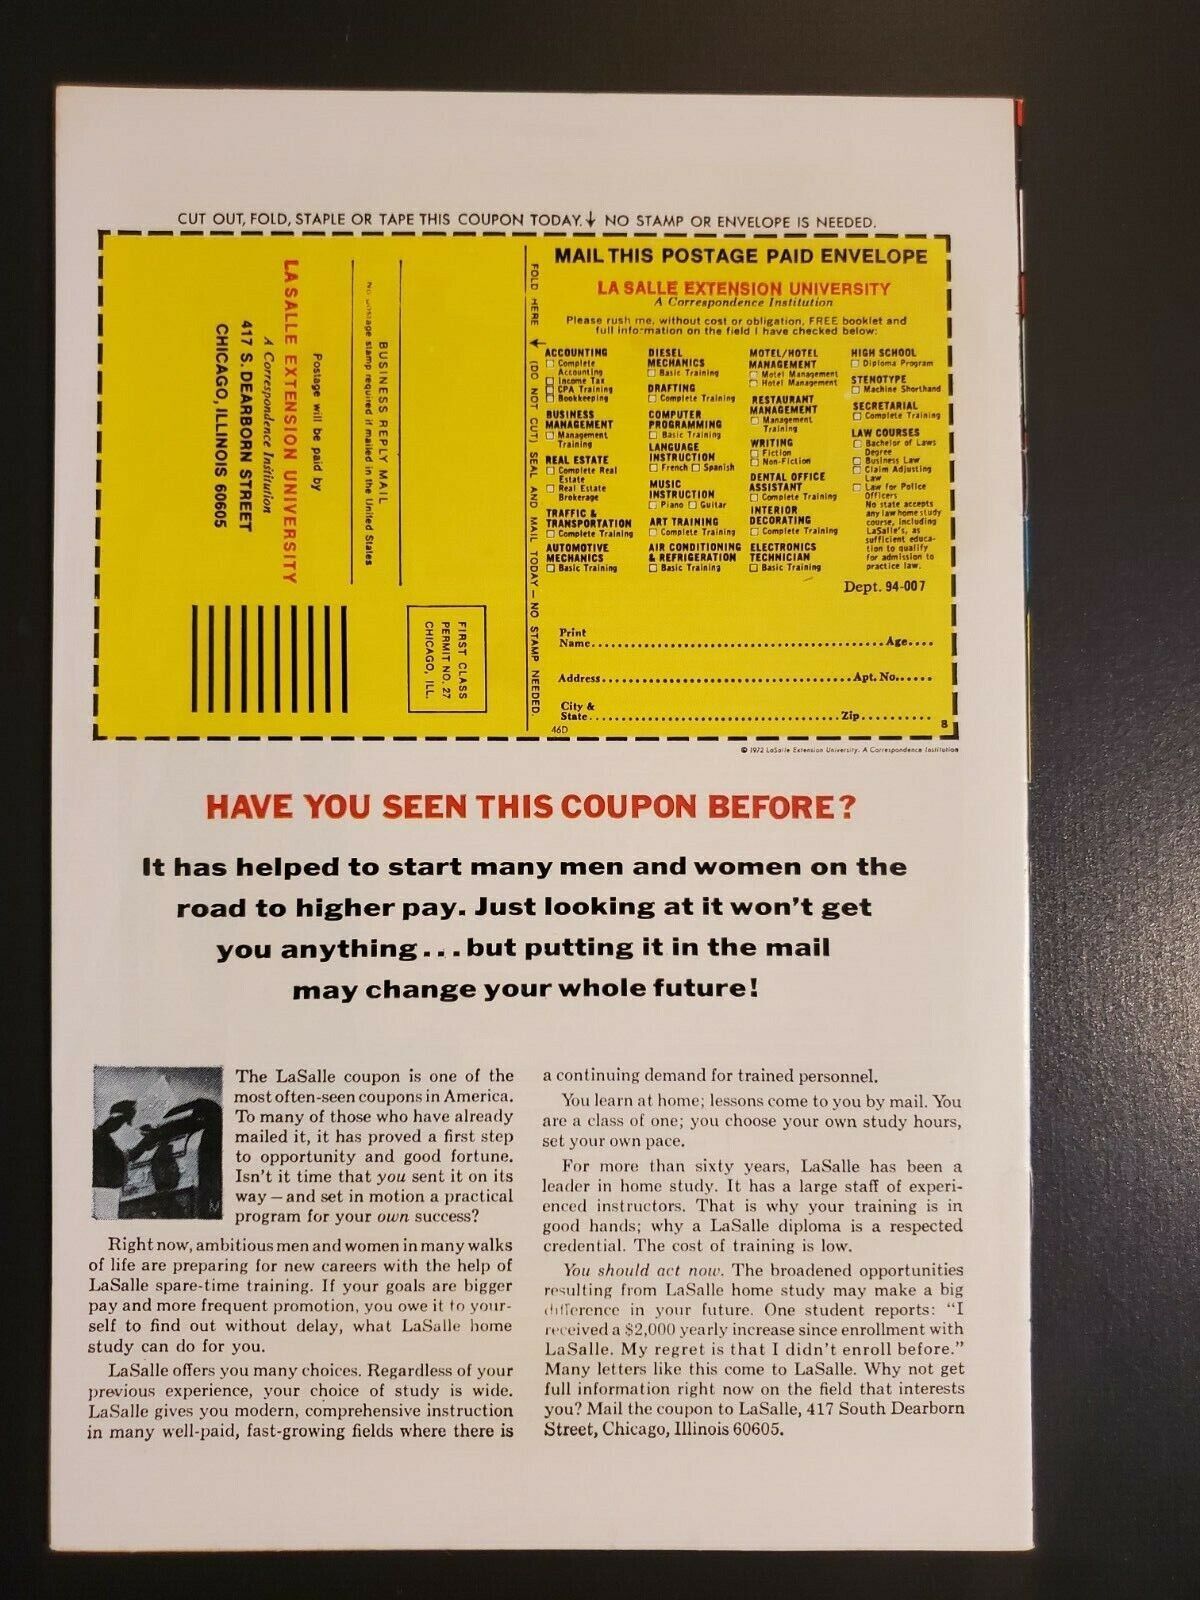 CUT OUT, FOLD, STAPLE OR TAPE THIS COUPON TODAY. NO STAMP OR ENVELOPE IS NEEDED.
LA SALLE EXTENSION UNIVERSITY
A Correspondence Institution
417 S. DEARBORN STREET
CHICAGO, ILLINOIS 60605
Postage will be paid by
BUSINESS REPLY MAIL
No postage stamp required if mailed in the United States
FIRST CLASS
PERMIT NO. 27
CHICAGO, ILL.
FOLD HERE (DO NOT CUT) SEAL AND MAIL TODAY — NO STAMP NEEDED.
MAIL THIS POSTAGE PAID ENVELOPE
LA SALLE EXTENSION UNIVERSITY
A Correspondence Institution
Please rush me, without cost or obligation, FREE booklet and
full information on the field I have checked below:
ACCOUNTING
Complete
Accounting
Income Tax
CPA Training
Bookkeeping
BUSINESS
MANAGEMENT
Management
Training
REAL ESTATE
Complete Real
Estate
Real Estate
Brokerage
TRAFFIC &
TRANSPORTATION
Complete Training
AUTOMOTIVE
MECHANICS
Basic Training
DIESEL
MECHANICS
Basic Training
DRAFTING
Complete Training
COMPUTER
PROGRAMMING
Basic Training
LANGUAGE
INSTRUCTION
French Spanish
MUSIC
INSTRUCTION
Piano Guitar
ART TRAINING
Complete Training
AIR CONDITIONING
& REFRIGERATION
Basic Training
MOTEL/HOTEL
MANAGEMENT
Motel Management
Hotel Management
RESTAURANT
MANAGEMENT
Management
Training
WRITING
Fiction
Non-Fiction
DENTAL OFFICE
ASSISTANT
Complete Training
INTERIOR
DECORATING
Complete Training
ELECTRONICS
TECHNICIAN
Basic Training
HIGH SCHOOL
Diploma Program
STENOTYPE
Machine Shorthand
SECRETARIAL
Complete Training
LAW COURSES
Bachelor of Laws
Degree
Business Law
Claim Adjusting
Law
Law for Police
Officers
No state accepts
any law home study
course, including
LaSalle's, as
sufficient educa-
tion to qualify
for admission to
practice law.
Dept. 94-007
Print
Name Age
Address Apt. No.
City &
State Zip
46D
8
© 1972 LaSalle Extension University. A Correspondence Institution
HAVE YOU SEEN THIS COUPON BEFORE?
It has helped to start many men and women on the
road to higher pay. Just looking at it won't get
you anything...but putting it in the mail
may change your whole future!
The LaSalle coupon is one of the
most often-seen coupons in America.
To many of those who have already
mailed it, it has proved a first step
to opportunity and good fortune.
Isn't it time that you sent it on its
way—and set in motion a practical
program for your own success?
Right now, ambitious men and women in many walks
of life are preparing for new careers with the help of
LaSalle spare-time training. If your goals are bigger
pay and more frequent promotion, you owe it to your-
self to find out without delay, what LaSalle home
study can do for you.
LaSalle offers you many choices. Regardless of your
previous experience, your choice of study is wide.
LaSalle gives you modern, comprehensive instruction
in many well-paid, fast-growing fields where there is
a continuing demand for trained personnel.
You learn at home; lessons come to you by mail. You
are a class of one; you choose your own study hours,
set your own pace.
For more than sixty years, LaSalle has been a
leader in home study. It has a large staff of experi-
enced instructors. That is why your training is in
good hands; why a LaSalle diploma is a respected
credential. The cost of training is low.
You should act now. The broadened opportunities
resulting from LaSalle home study may make a big
difference in your future. One student reports: "I
received a $2,000 yearly increase since enrollment with
LaSalle. My regret is that I didn't enroll before."
Many letters like this come to LaSalle. Why not get
full information right now on the field that interests
you? Mail the coupon to LaSalle, 417 South Dearborn
Street, Chicago, Illinois 60605.